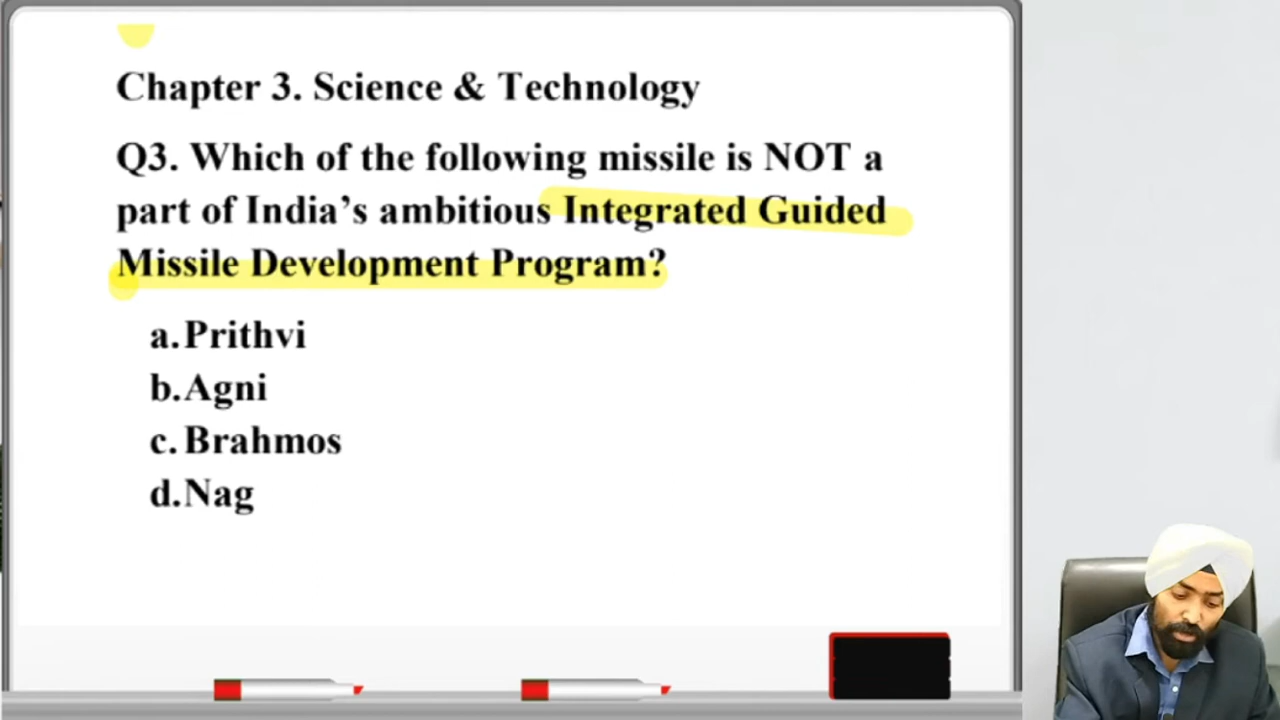 Chapter 3. Science & Technology
Q3. Which of the following missile is NOT a
part of India’s ambitious Integrated Guided
Missile Development Program?
a. Prithvi
b. Agni
c. Brahmos
d. Nag